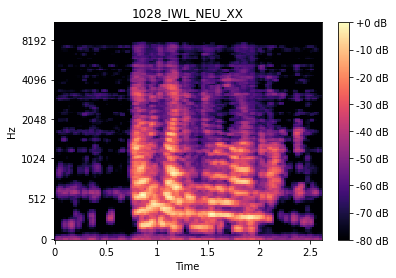 1028_IWL_NEU_XX
+0 dB
8192
-10 dB
4096
-20 dB
-30 dB
2048
-40 dB
Hz
1024
-50 dB
512
-60 dB
-70 dB
0
-80 dB
0 0.5 1 1.5 2 2.5
Time